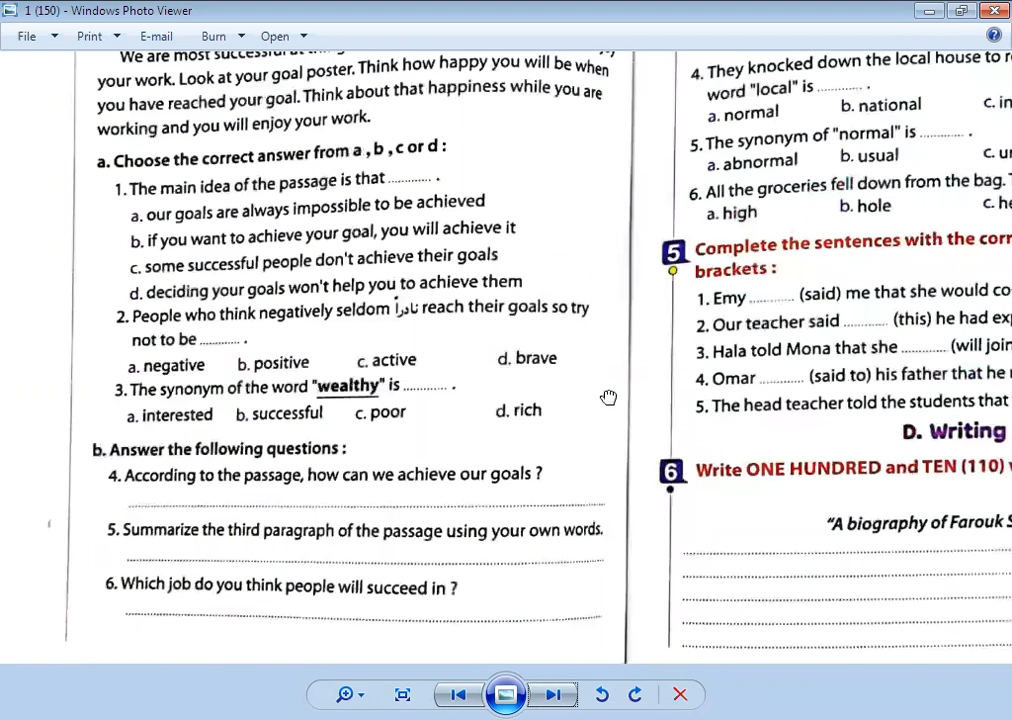 1 (150) - Windows Photo Viewer
File Print E-mail Burn Open
We are most successful at
your work. Look at your goal poster. Think how happy you will be when
you have reached your goal. Think about that happiness while you are
working and you will enjoy your work.
a. Choose the correct answer from a , b , c or d :
1. The main idea of the passage is that ........... .
a. our goals are always impossible to be achieved
b. if you want to achieve your goal, you will achieve it
c. some successful people don't achieve their goals
d. deciding your goals won't help you to achieve them
2. People who think negatively seldom نادراً reach their goals so try
not to be .......... .
a. negative b. positive c. active d. brave
3. The synonym of the word "wealthy" is ........... .
a. interested b. successful c. poor d. rich
b. Answer the following questions :
4. According to the passage, how can we achieve our goals ?
5. Summarize the third paragraph of the passage using your own words.
6. Which job do you think people will succeed in ?
4. They knocked down the local house to
word "local" is ............ .
a. normal b. national c. in
5. The synonym of "normal" is ........... .
a. abnormal b. usual c. u
6. All the groceries fell down from the bag.
a. high b. hole c. he
5 Complete the sentences with the corr
brackets :
1. Emy ........... (said) me that she would co
2. Our teacher said ........... (this) he had ex
3. Hala told Mona that she ........... (will join
4. Omar ........... (said to) his father that he
5. The head teacher told the students that
D. Writing
6 Write ONE HUNDRED and TEN (110)
"A biography of Farouk S